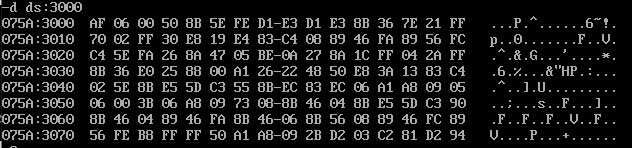 -d ds:3000
075A:3000  AF 06 00 50 8B 5E FE D1-E3 D1 E3 8B 36 7E 21 FF   ...P.^......6~!.
075A:3010  70 02 FF 30 E8 19 E4 83-C4 08 89 46 FA 89 56 FC   p..0.......F..V.
075A:3020  C4 5E FA 26 8A 47 05 BE-0A 27 8A 1C FF 04 2A FF   .^.&.G...'....*.
075A:3030  8B 36 E0 25 88 00 A1 26-22 48 50 E8 3A 13 83 C4   .6.%...&"HP.:...
075A:3040  02 5E 8B E5 5D C3 55 8B-EC 83 EC 06 A1 A8 09 05   .^..].U.........
075A:3050  06 00 3B 06 A8 09 73 08-8B 46 04 8B E5 5D C3 90   ..;...s..F...]..
075A:3060  8B 46 04 89 46 FA 8B 46-06 8B 56 08 89 46 FC 89   .F..F..F..V..F..
075A:3070  56 FE B8 FF FF 50 A1 A8-09 2B D2 03 C2 81 D2 94   V....P...+......